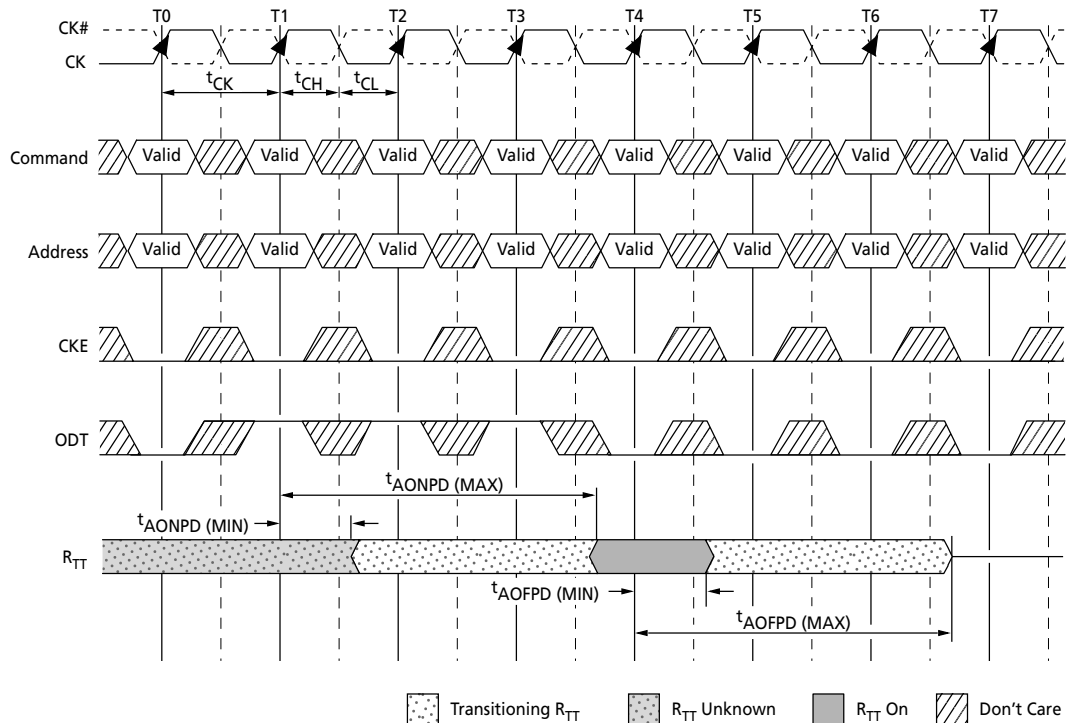 T0 T1 T2 T3 T4 T5 T6 T7
CK#
CK
tCK tCH tCL
Command Valid Valid Valid Valid Valid Valid Valid Valid
Address Valid Valid Valid Valid Valid Valid Valid Valid
CKE
ODT
tAONPD (MAX)
tAONPD (MIN)
RTT
tAOFPD (MIN)
tAOFPD (MAX)
Transitioning RTT RTT Unknown RTT On Don't Care